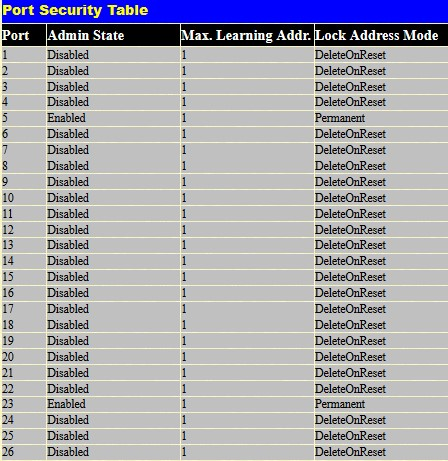 Port Security Table
Port Admin State Max. Learning Addr. Lock Address Mode
1 Disabled 1 DeleteOnReset
2 Disabled 1 DeleteOnReset
3 Disabled 1 DeleteOnReset
4 Disabled 1 DeleteOnReset
5 Enabled 1 Permanent
6 Disabled 1 DeleteOnReset
7 Disabled 1 DeleteOnReset
8 Disabled 1 DeleteOnReset
9 Disabled 1 DeleteOnReset
10 Disabled 1 DeleteOnReset
11 Disabled 1 DeleteOnReset
12 Disabled 1 DeleteOnReset
13 Disabled 1 DeleteOnReset
14 Disabled 1 DeleteOnReset
15 Disabled 1 DeleteOnReset
16 Disabled 1 DeleteOnReset
17 Disabled 1 DeleteOnReset
18 Disabled 1 DeleteOnReset
19 Disabled 1 DeleteOnReset
20 Disabled 1 DeleteOnReset
21 Disabled 1 DeleteOnReset
22 Disabled 1 DeleteOnReset
23 Enabled 1 Permanent
24 Disabled 1 DeleteOnReset
25 Disabled 1 DeleteOnReset
26 Disabled 1 DeleteOnReset